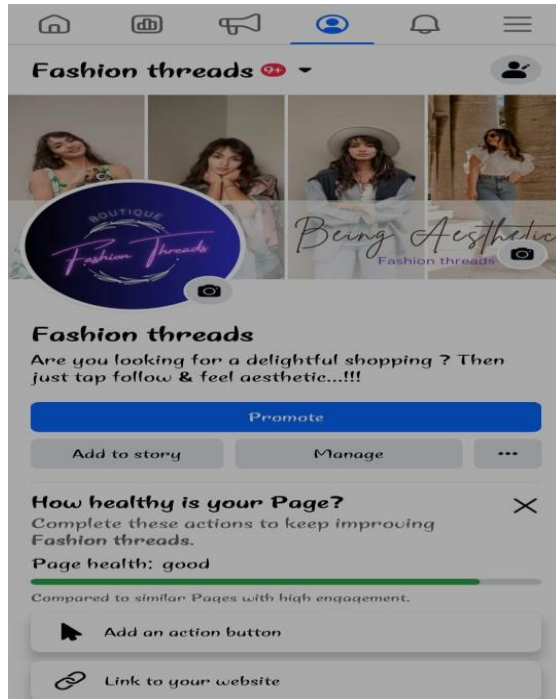 Fashion threads 9+
BOUTIQUE
Fashion Threads
Being Aesthetic
Fashion threads
Fashion threads
Are you looking for a delightful shopping ? Then
just tap follow & feel aesthetic...!!!
Promote
Add to story
Manage
How healthy is your Page?
Complete these actions to keep improving
Fashion threads.
Page health: good
Compared to similar Pages with high engagement.
Add an action button
Link to your website